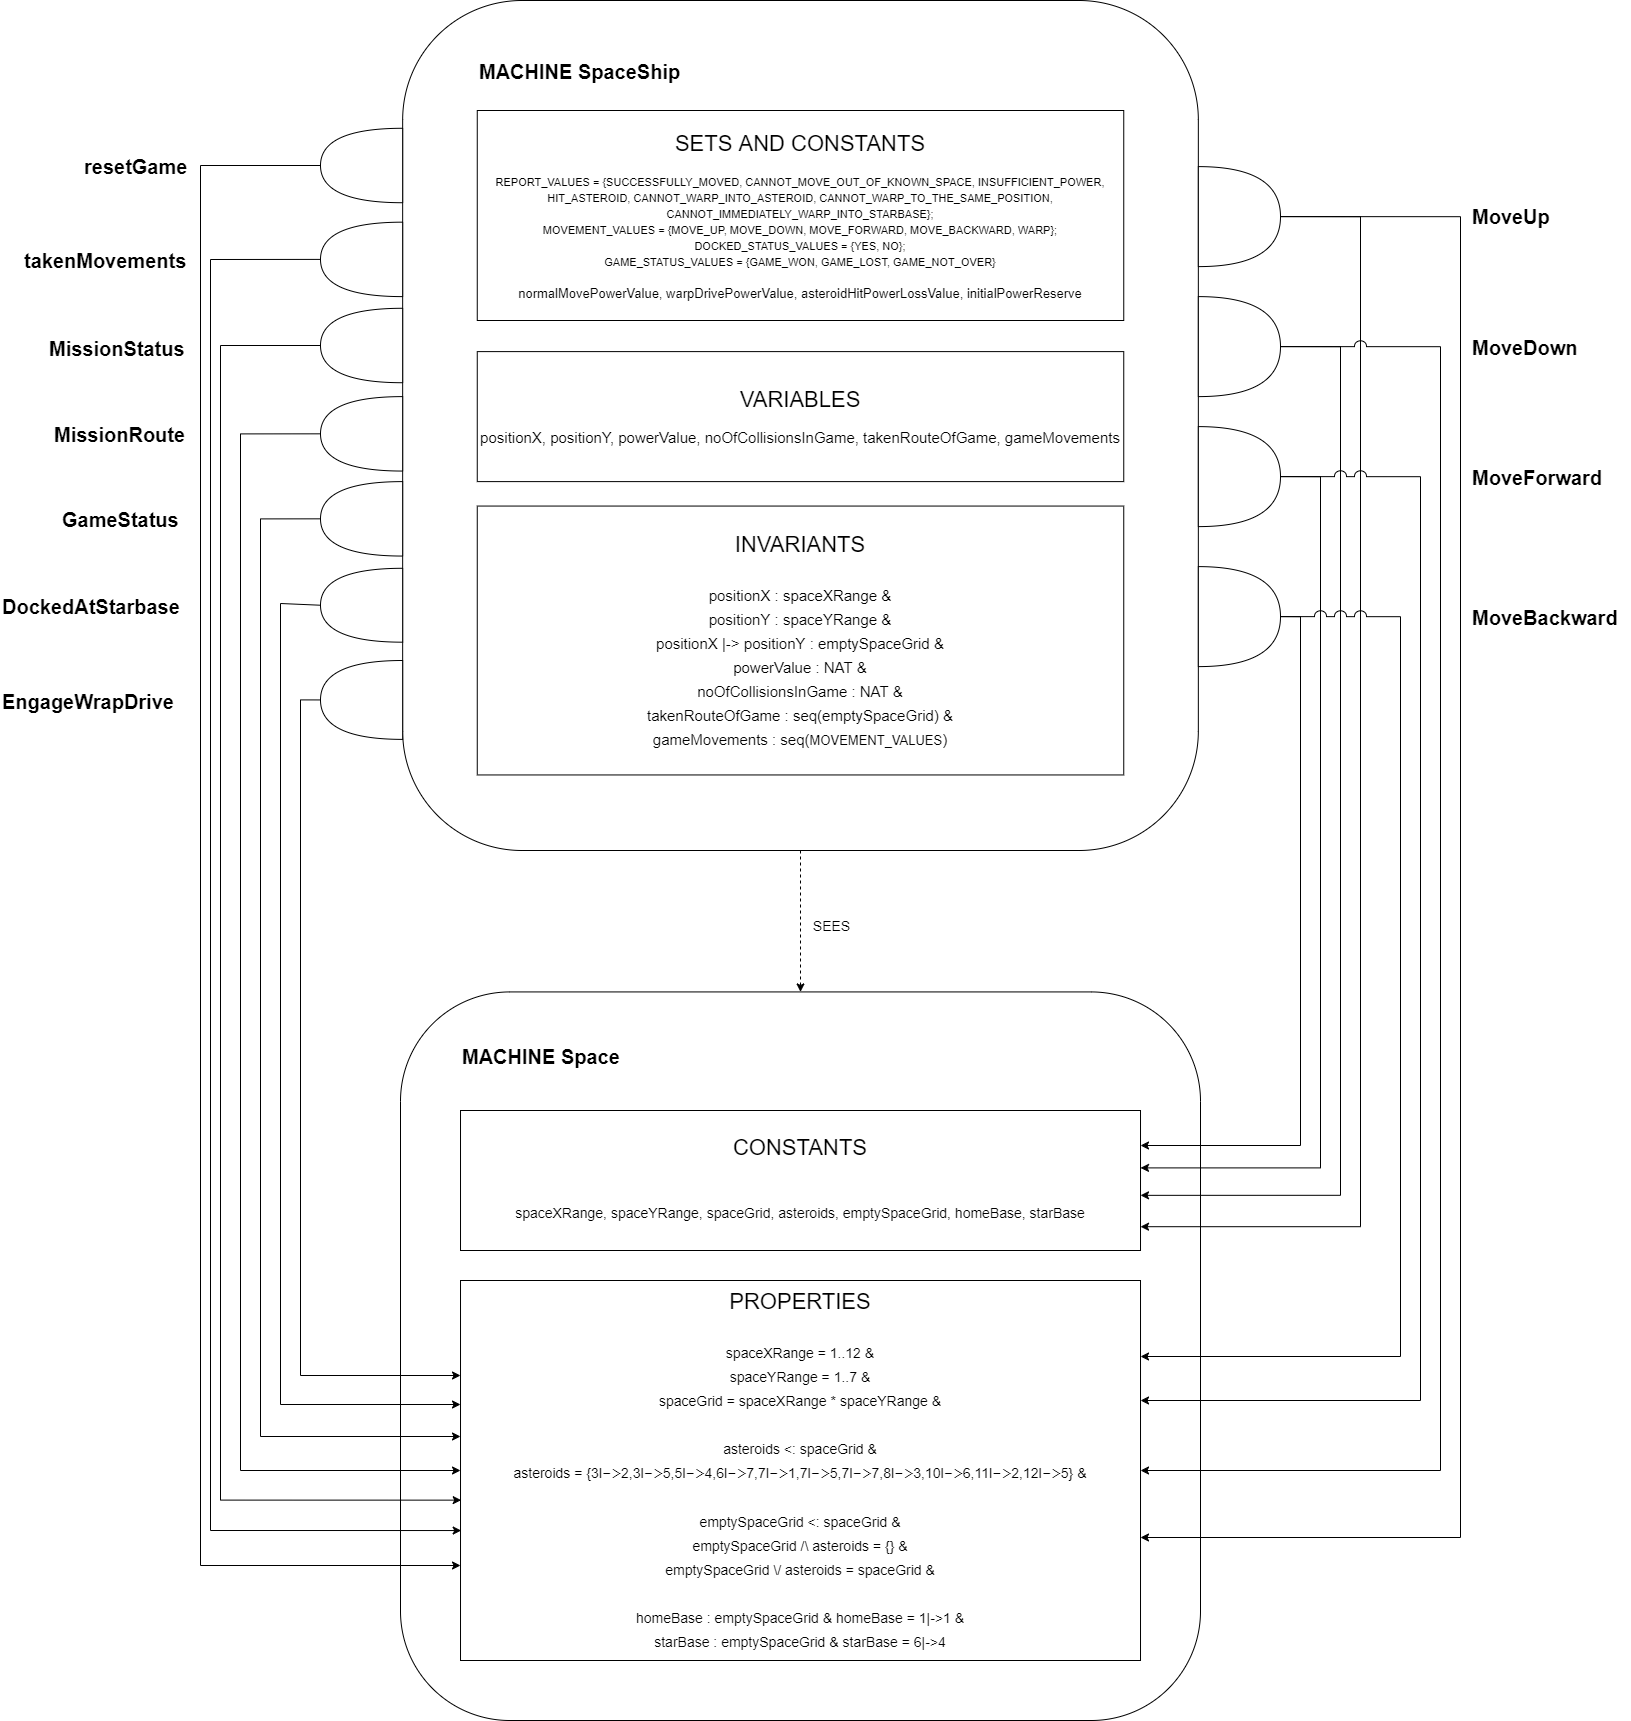 MACHINE SpaceShip
SETS AND CONSTANTS
REPORT_VALUES = {SUCCESSFULLY_MOVED, CANNOT_MOVE_OUT_OF_KNOWN_SPACE, INSUFFICIENT_POWER,
HIT_ASTEROID, CANNOT_WARP_INTO_ASTEROID, CANNOT_WARP_TO_THE_SAME_POSITION,
CANNOT_IMMEDIATELY_WARP_INTO_STARBASE};
MOVEMENT_VALUES = {MOVE_UP, MOVE_DOWN, MOVE_FORWARD, MOVE_BACKWARD, WARP};
DOCKED_STATUS_VALUES = {YES, NO};
GAME_STATUS_VALUES = {GAME_WON, GAME_LOST, GAME_NOT_OVER}
normalMovePowerValue, warpDrivePowerValue, asteroidHitPowerLossValue, initialPowerReserve
VARIABLES
positionX, positionY, powerValue, noOfCollisionsInGame, takenRouteOfGame, gameMovements
INVARIANTS
positionX : spaceXRange &
positionY : spaceYRange &
positionX |-> positionY : emptySpaceGrid &
powerValue : NAT &
noOfCollisionsInGame : NAT &
takenRouteOfGame : seq(emptySpaceGrid) &
gameMovements : seq(MOVEMENT_VALUES)
resetGame
takenMovements
MissionStatus
MissionRoute
GameStatus
DockedAtStarbase
EngageWrapDrive
MoveUp
MoveDown
MoveForward
MoveBackward
SEES
MACHINE Space
CONSTANTS
spaceXRange, spaceYRange, spaceGrid, asteroids, emptySpaceGrid, homeBase, starBase
PROPERTIES
spaceXRange = 1..12 &
spaceYRange = 1..7 &
spaceGrid = spaceXRange * spaceYRange &
asteroids <: spaceGrid &
asteroids = {3I->2,3I->5,5I->4,6I->7,7I->1,7I->5,7I->7,8I->3,10I->6,11I->2,12I->5} &
emptySpaceGrid <: spaceGrid &
emptySpaceGrid /\ asteroids = {} &
emptySpaceGrid \/ asteroids = spaceGrid &
homeBase : emptySpaceGrid & homeBase = 1|->1 &
starBase : emptySpaceGrid & starBase = 6|->4